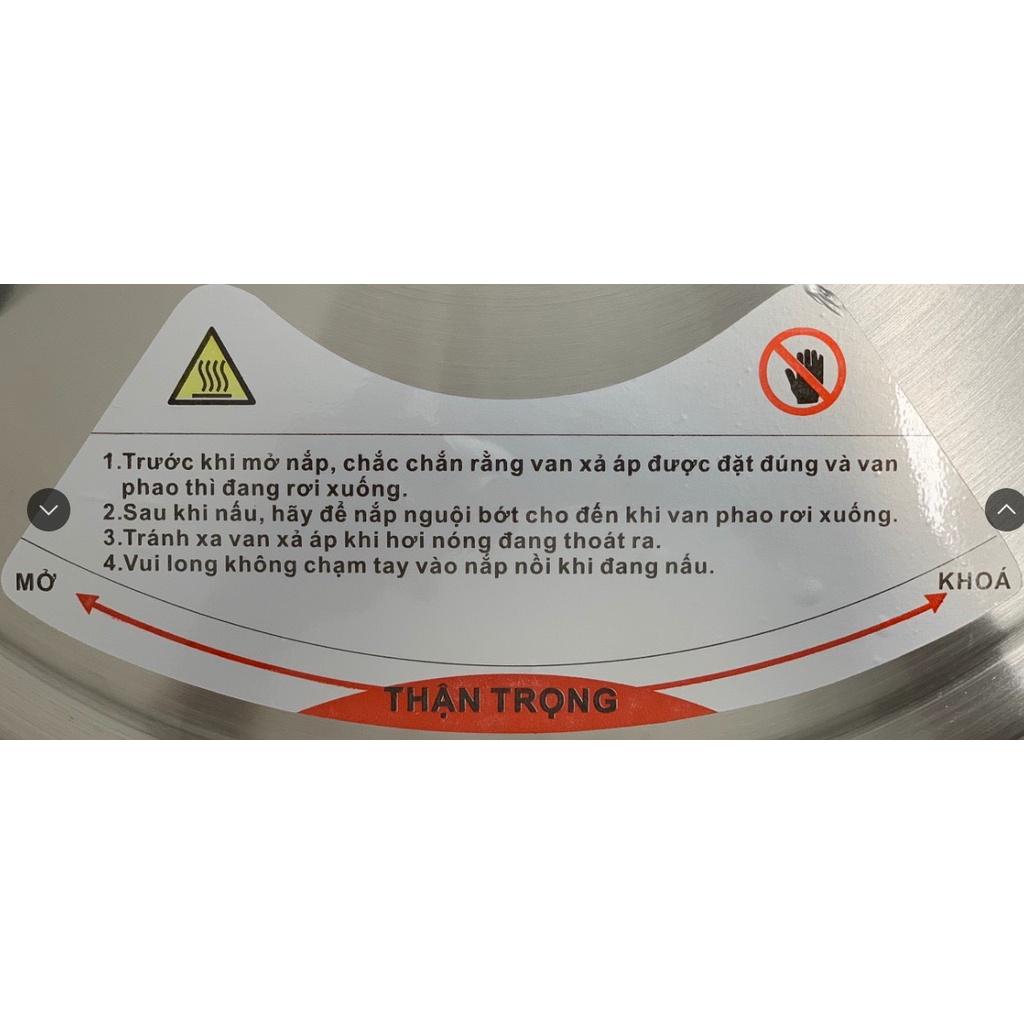 1.Trước khi mở nắp, chắc chắn rằng van xả áp được đặt đúng và van
phao thì đang rơi xuống.
2.Sau khi nấu, hãy để nắp nguội bớt cho đến khi van phao rơi xuống.
3.Tránh xa van xả áp khi hơi nóng đang thoát ra.
4.Vui lòng không chạm tay vào nắp nồi khi đang nấu.
MỞ
KHOÁ
THẬN TRỌNG